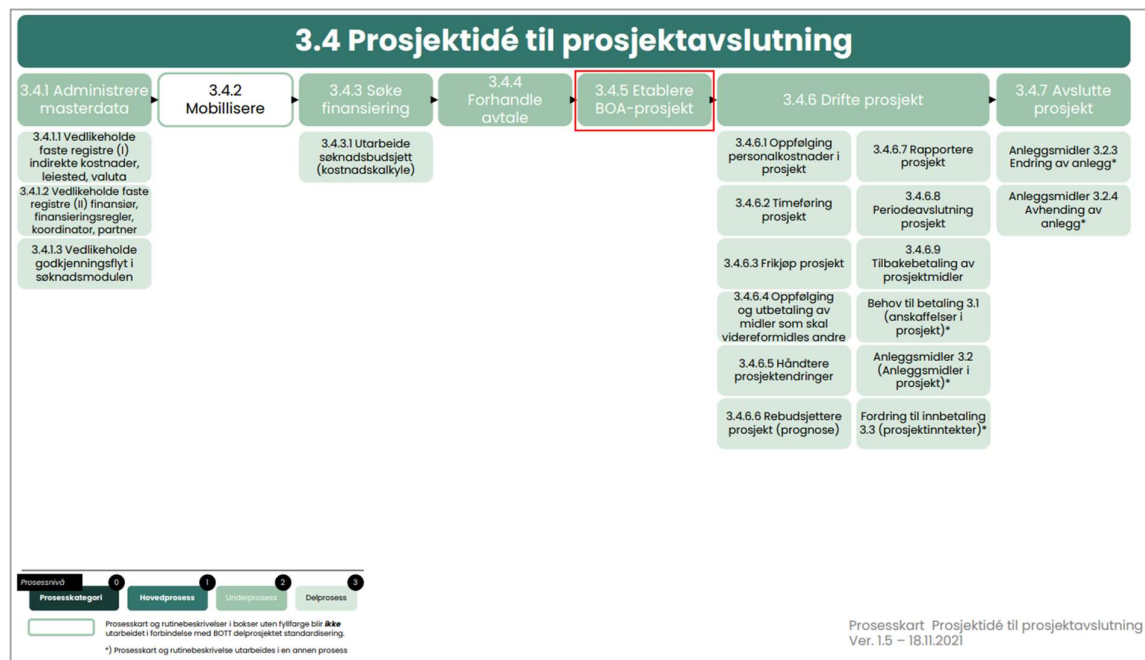 3.4 Prosjektidé til prosjektavslutning
3.4.1 Administrere
masterdata
3.4.2
Mobillisere
3.4.3 Søke
finansiering
3.4.4
Forhandle
avtale
3.4.5 Etablere
BOA-prosjekt
3.4.6 Drifte prosjekt
3.4.7 Avslutte
prosjekt
3.4.1.1 Vedlikeholde
faste registre (I)
indirekte kostnader,
leiested, valuta
3.4.1.2 Vedlikeholde faste
registre (II) finansiør,
finansieringsregler,
koordinator, partner
3.4.1.3 Vedlikeholde
godkjenningsflyt i
søknadsmodulen
3.4.3.1 Utarbeide
søknadsbudsjett
(kostnadskalkyle)
3.4.6.1 Oppfølging
personalkostnader i
prosjekt
3.4.6.2 Timeføring
prosjekt
3.4.6.3 Frikjøp prosjekt
3.4.6.4 Oppfølging
og utbetaling av
midler som skal
videreformidles andre
3.4.6.5 Håndtere
prosjektendringer
3.4.6.6 Rebudsjettere
prosjekt (prognose)
3.4.6.7 Rapportere
prosjekt
3.4.6.8
Periodeavslutning
prosjekt
3.4.6.9
Tilbakebetaling av
prosjektmidler
Behov til betaling 3.1
(anskaffelser i
prosjekt)*
Anleggsmidler 3.2
(Anleggsmidler i
prosjekt)*
Fordring til innbetaling
3.3 (prosjektinntekter)*
Anleggsmidler 3.2.3
Endring av anlegg*
Anleggsmidler 3.2.4
Avhending av
anlegg*
Prosessnivå
0
1
2
3
Prosesskategori
Hovedprosess
Underprosess
Delprosess
Prosesskart og rutinebeskrivelser i bokser uten fyllfarge blir ikke
utarbeidet i forbindelse med BOTT delprosjektet standardisering.
*) Prosesskart og rutinebeskrivelse utarbeides i en annen prosess
Prosesskart Prosjektidé til prosjektavslutning
Ver. 1.5 – 18.11.2021